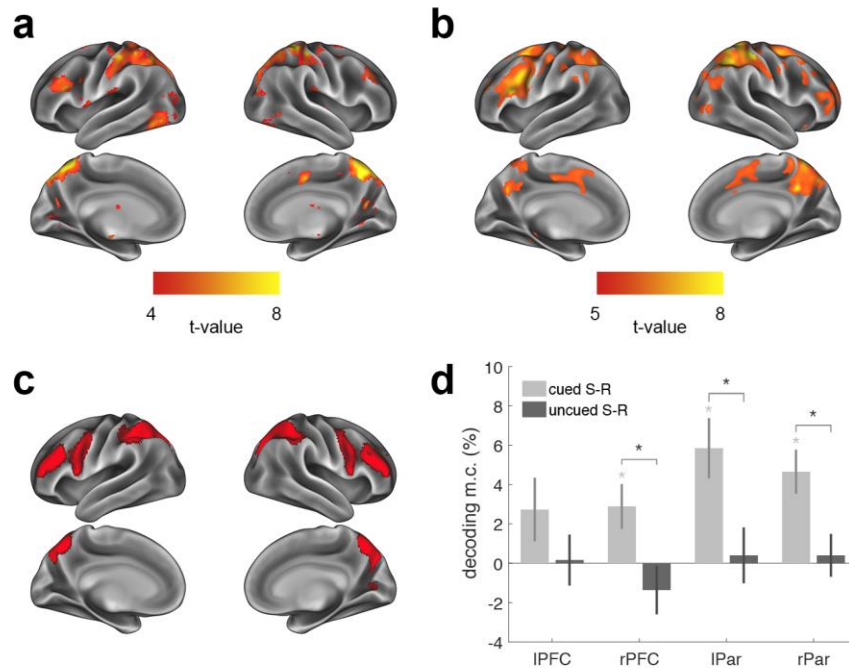 a
b
4 8
t-value
5 8
t-value
c
d
decoding m.c. (%)
10
8
6
4
2
0
-2
-4
cued S-R
uncued S-R
*
*
*
*
*
*
lPFC rPFC lPar rPar